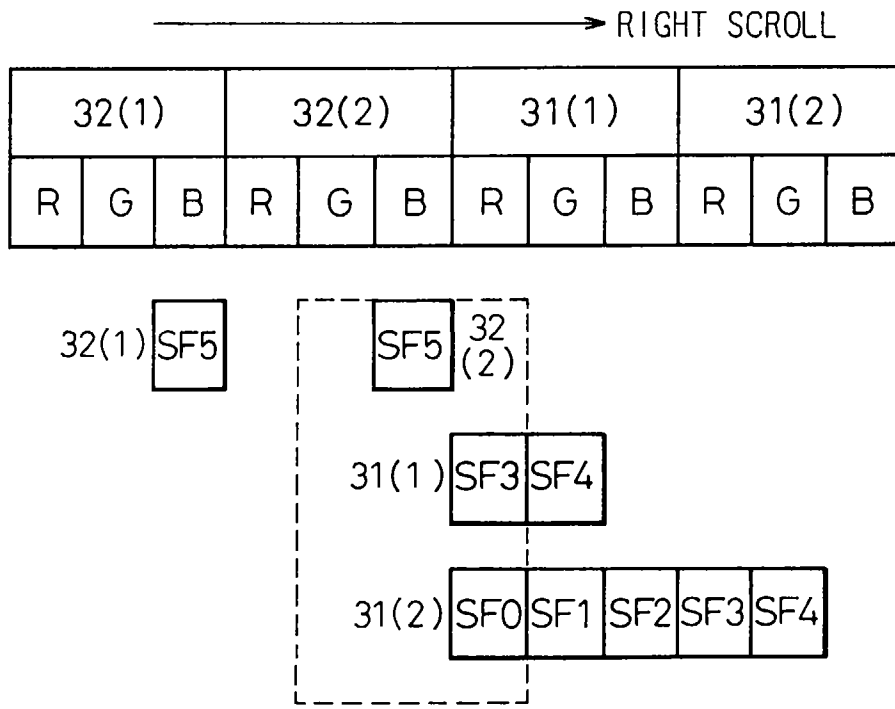 RIGHT SCROLL
32(1) 32(2) 31(1) 31(2)
R G B R G B R G B R G B
32(1) SF5 SF5 32
(2)
31(1) SF3 SF4
31(2) SF0 SF1 SF2 SF3 SF4